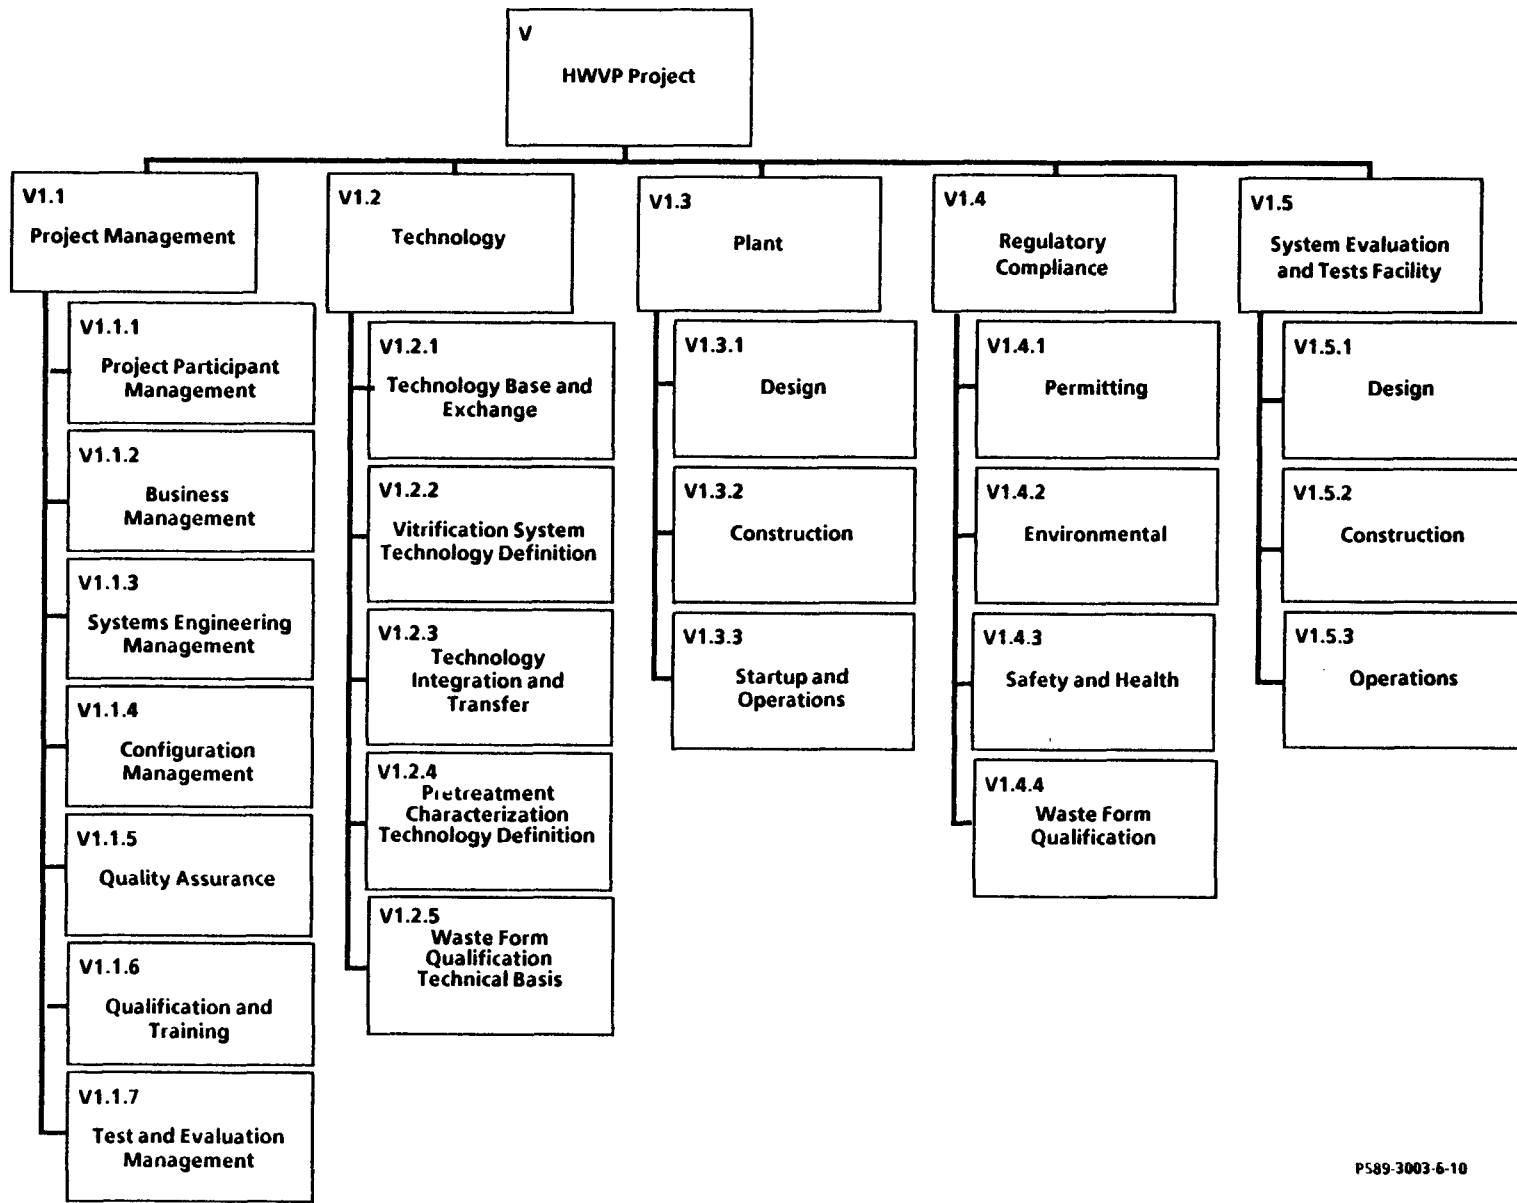 V
HWVP Project
V1.1
Project Management
V1.1.1
Project Participant
Management
V1.1.2
Business
Management
V1.1.3
Systems Engineering
Management
V1.1.4
Configuration
Management
V1.1.5
Quality Assurance
V1.1.6
Qualification and
Training
V1.1.7
Test and Evaluation
Management
V1.2
Technology
V1.2.1
Technology Base and
Exchange
V1.2.2
Vitrification System
Technology Definition
V1.2.3
Technology
Integration and
Transfer
V1.2.4
Pretreatment
Characterization
Technology Definition
V1.2.5
Waste Form
Qualification
Technical Basis
V1.3
Plant
V1.3.1
Design
V1.3.2
Construction
V1.3.3
Startup and
Operations
V1.4
Regulatory
Compliance
V1.4.1
Permitting
V1.4.2
Environmental
V1.4.3
Safety and Health
V1.4.4
Waste Form
Qualification
V1.5
System Evaluation
and Tests Facility
V1.5.1
Design
V1.5.2
Construction
V1.5.3
Operations
PS89-3003-6-10